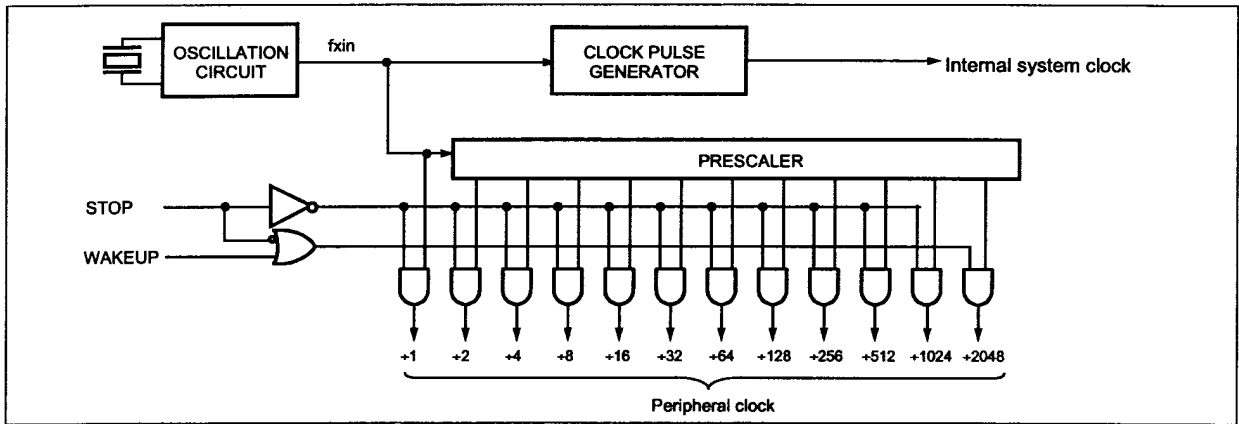 OSCILLATION
CIRCUIT
fxin
CLOCK PULSE
GENERATOR
Internal system clock
PRESCALER
STOP
WAKEUP
÷1 ÷2 ÷4 ÷8 ÷16 ÷32 ÷64 ÷128 ÷256 ÷512 ÷1024 ÷2048
Peripheral clock